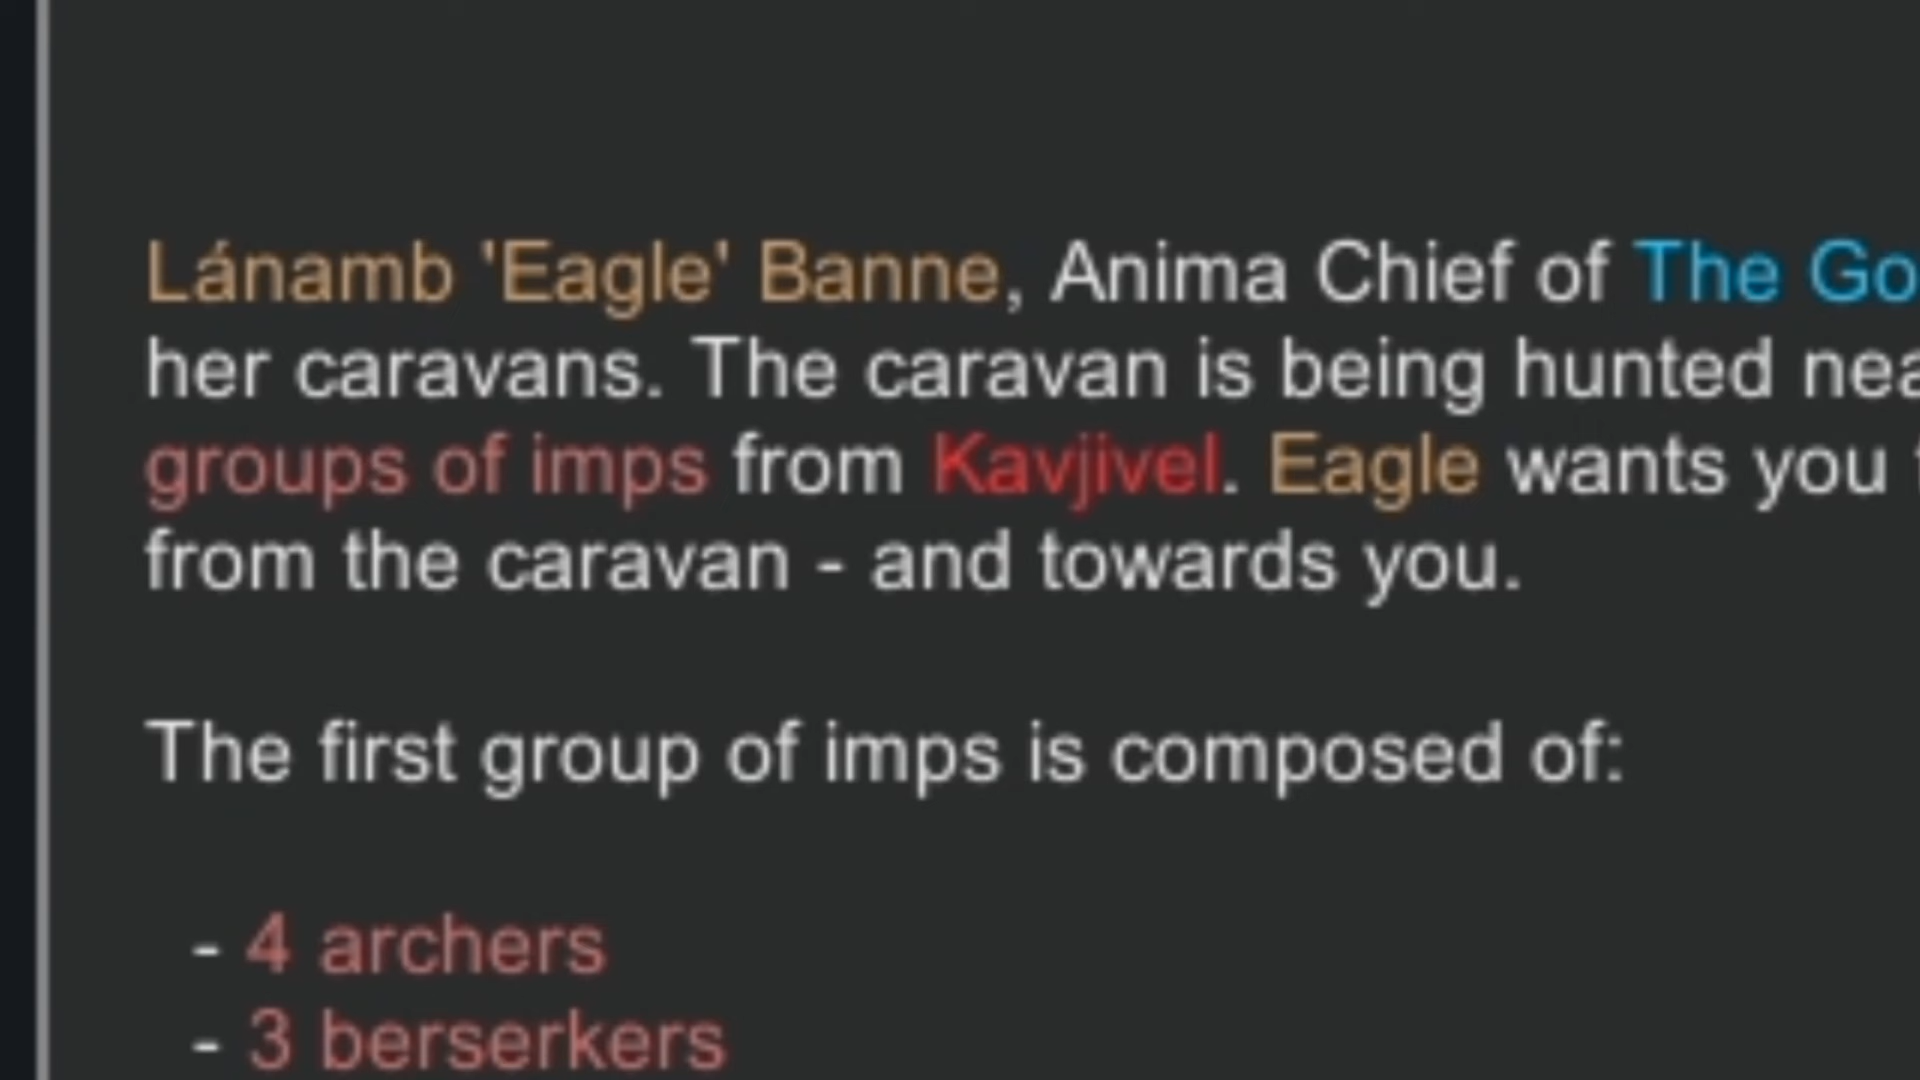 Lánamb 'Eagle' Banne, Anima Chief of The
her caravans. The caravan is being hunted
groups of imps from Kavjivel. Eagle wants you
from the caravan - and towards you.
The first group of imps is composed of:
- 4 archers
- 3 berserkers